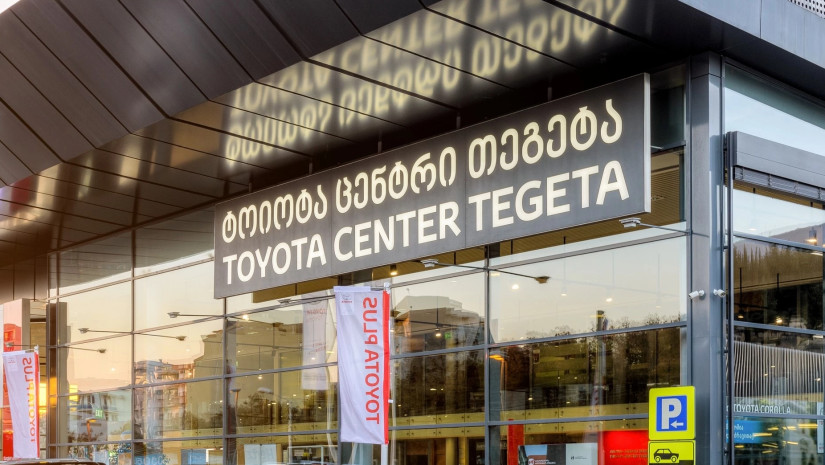 ტოიოტა ცენტრი თეგეტა
TOYOTA CENTER TEGETA
TOYOTA PLUS
TOYOTA PLUS
P
TOYOTA COROLLA